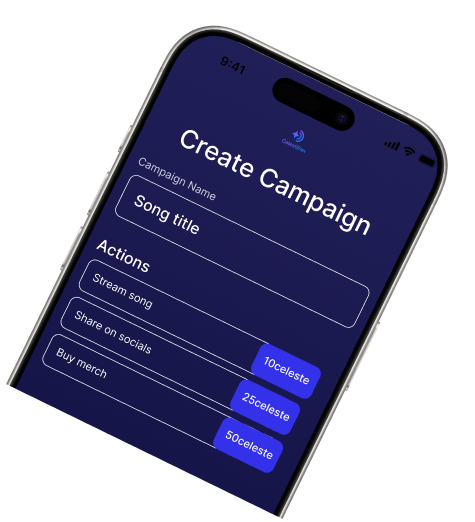 9:41
Create Campaign
Campaign Name
Song title
Actions
Stream song
10celeste
Share on socials
25celeste
Buy merch
50celeste